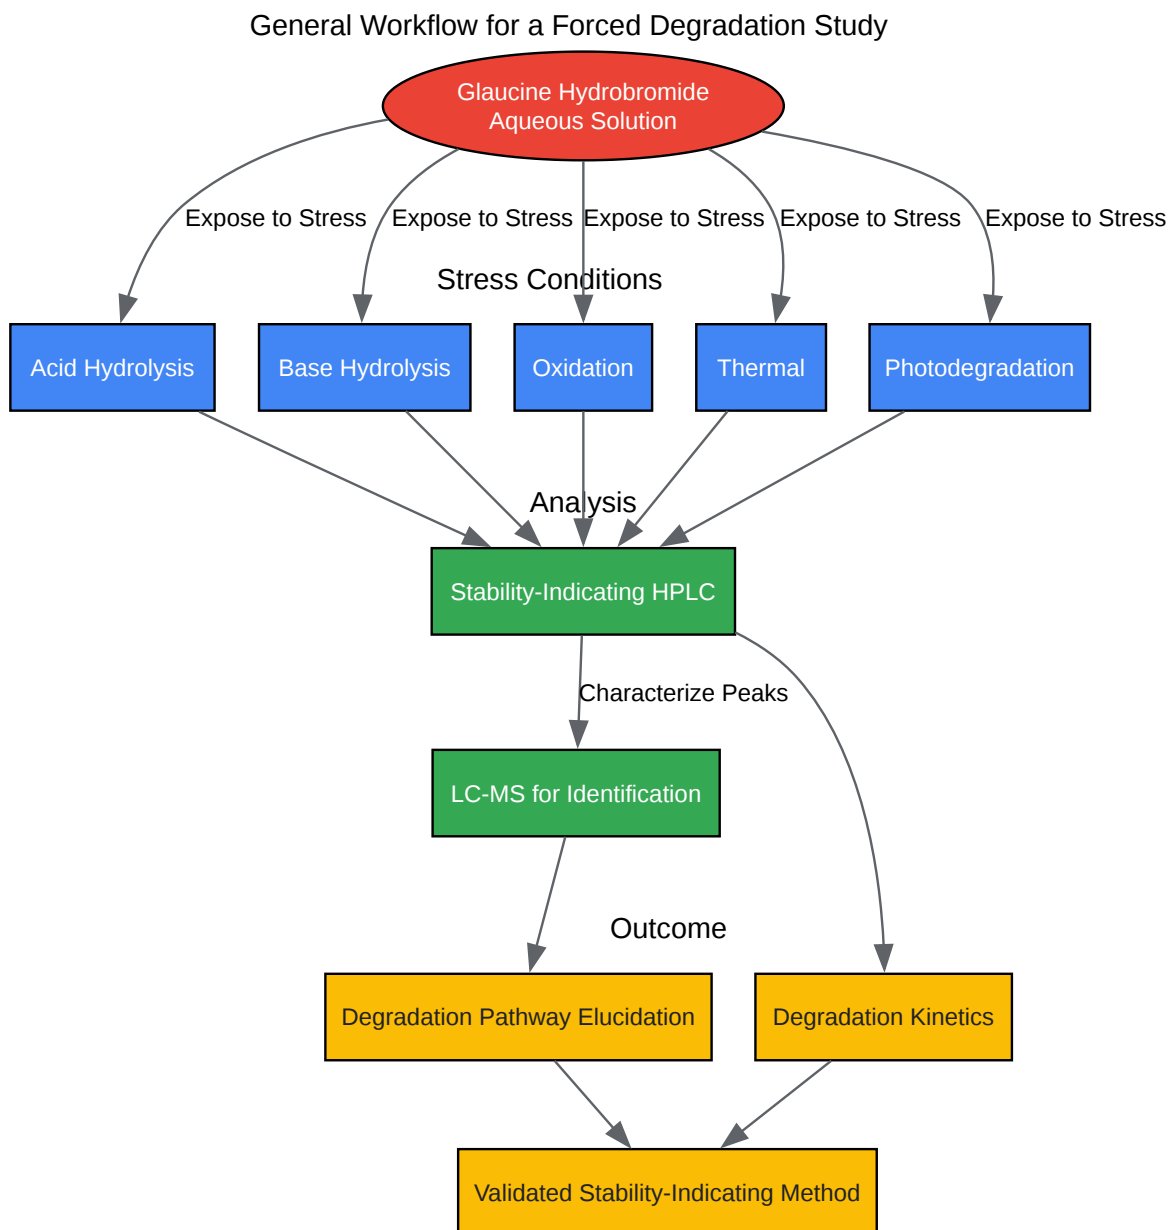 General Workflow for a Forced Degradation Study
Glaucine Hydrobromide
Aqueous Solution
Expose to Stress
Expose to Stress
Expose to Stress
Expose to Stress
Expose to Stress
Stress Conditions
Acid Hydrolysis
Base Hydrolysis
Oxidation
Thermal
Photodegradation
Analysis
Stability-Indicating HPLC
Characterize Peaks
LC-MS for Identification
Outcome
Degradation Pathway Elucidation
Degradation Kinetics
Validated Stability-Indicating Method